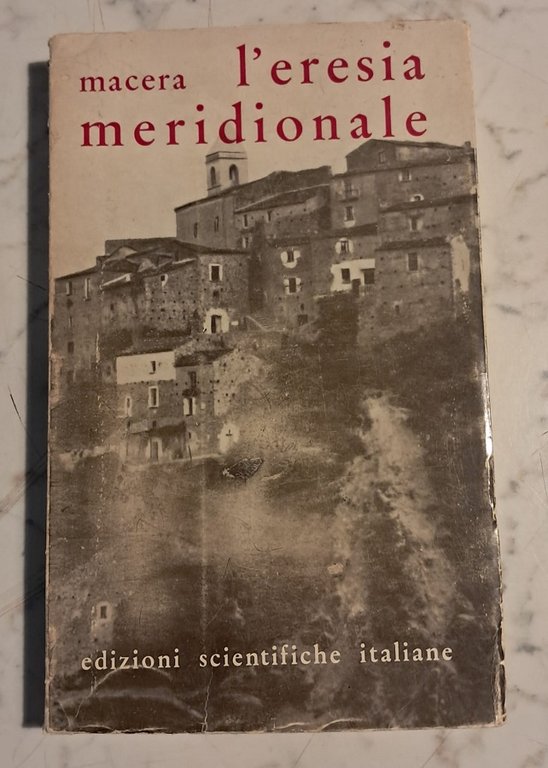 macera l'eresia
meridionale
edizioni scientifiche italiane